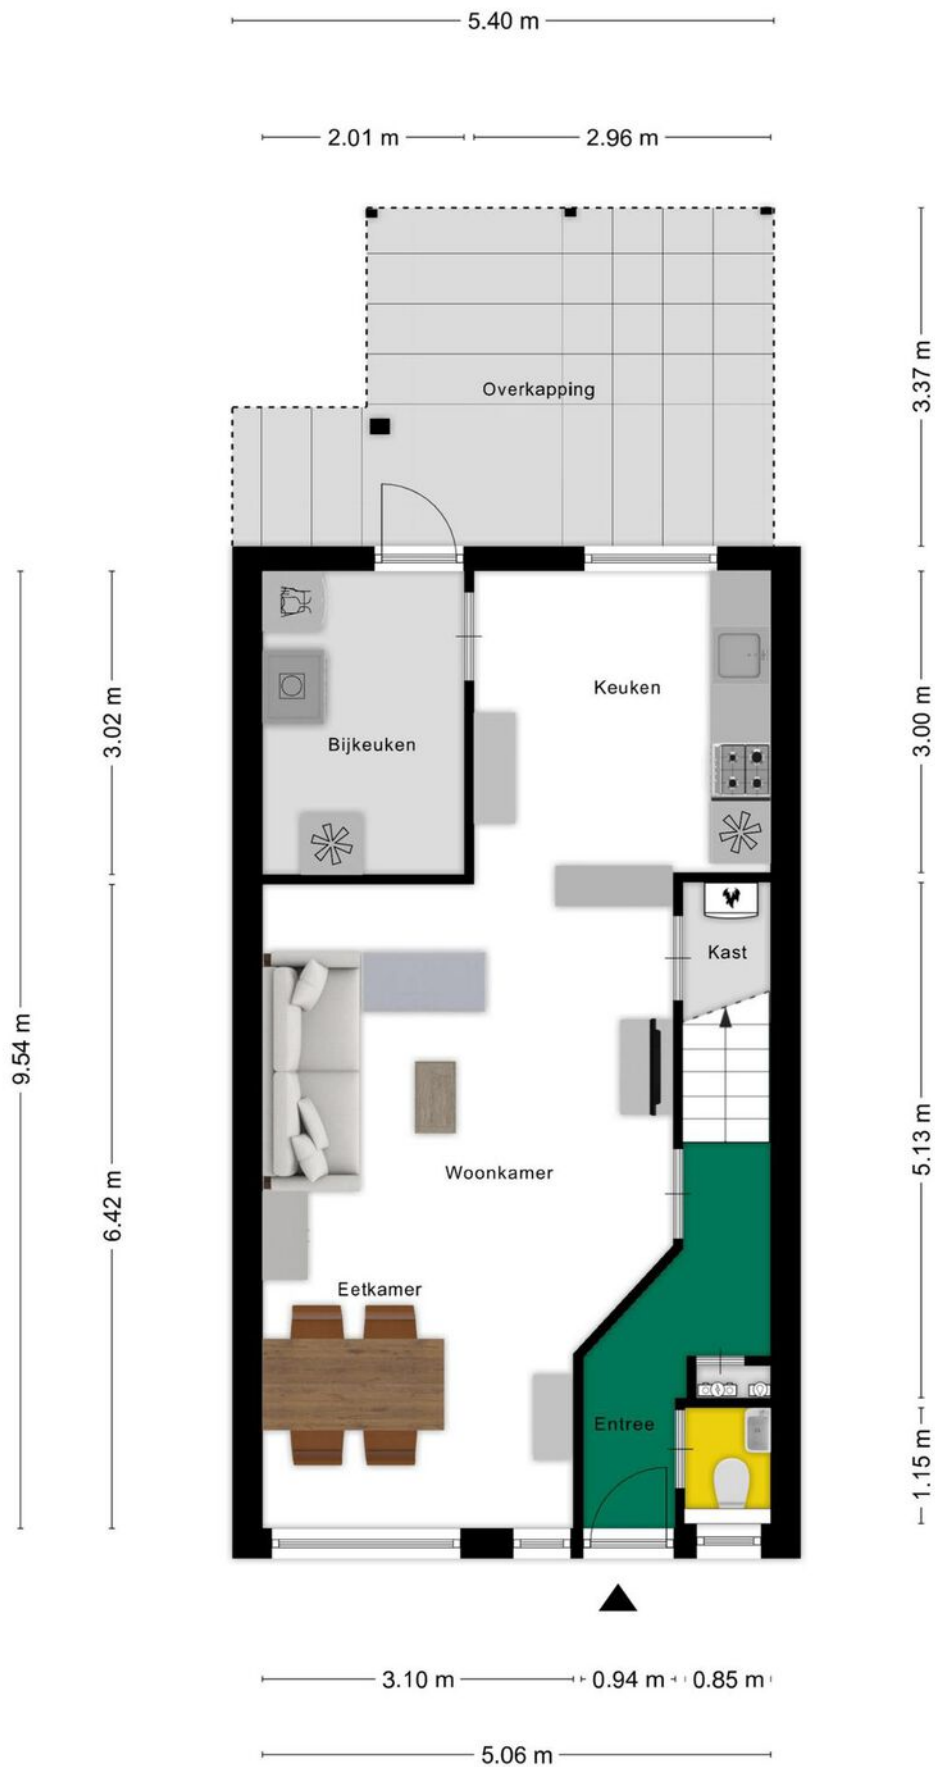 5.40 m
2.01 m
2.96 m
3.37 m
Overkapping
Keuken
3.02 m
3.00 m
Bijkeuken
Kast
9.54 m
5.13 m
Woonkamer
6.42 m
Eetkamer
Entree
1.15 m
3.10 m
0.94 m
0.85 m
5.06 m